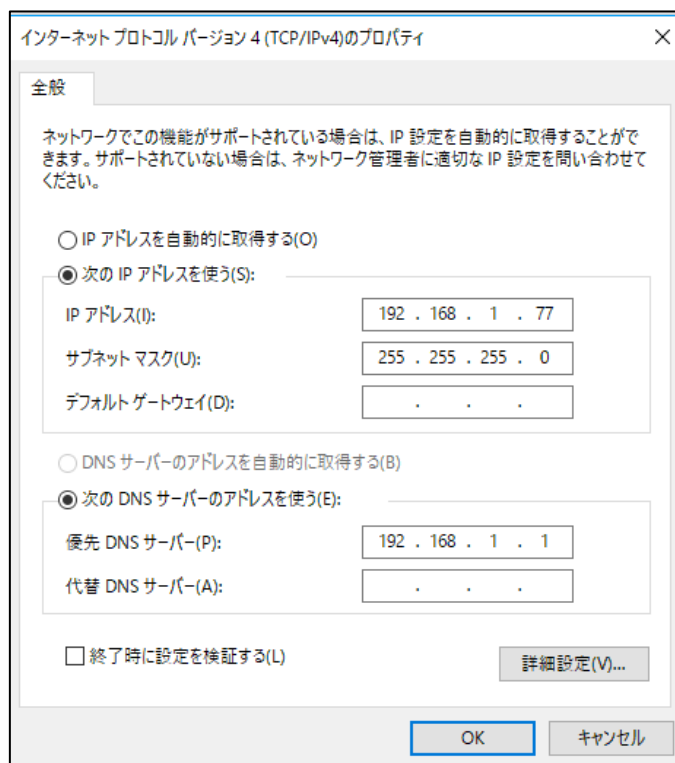 インターネット プロトコル バージョン 4 (TCP/IPv4)のプロパティ
全般
ネットワークでこの機能がサポートされている場合は、IP 設定を自動的に取得することがで
きます。サポートされていない場合は、ネットワーク管理者に適切な IP 設定を問い合わせて
ください。
IP アドレスを自動的に取得する(O)
次の IP アドレスを使う(S):
IP アドレス(I): 192 . 168 . 1 . 77
サブネット マスク(U): 255 . 255 . 255 . 0
デフォルト ゲートウェイ(D): . . .
DNS サーバーのアドレスを自動的に取得する(B)
次の DNS サーバーのアドレスを使う(E):
優先 DNS サーバー(P): 192 . 168 . 1 . 1
代替 DNS サーバー(A): . . .
終了時に設定を検証する(L)
詳細設定(V)...
OK キャンセル